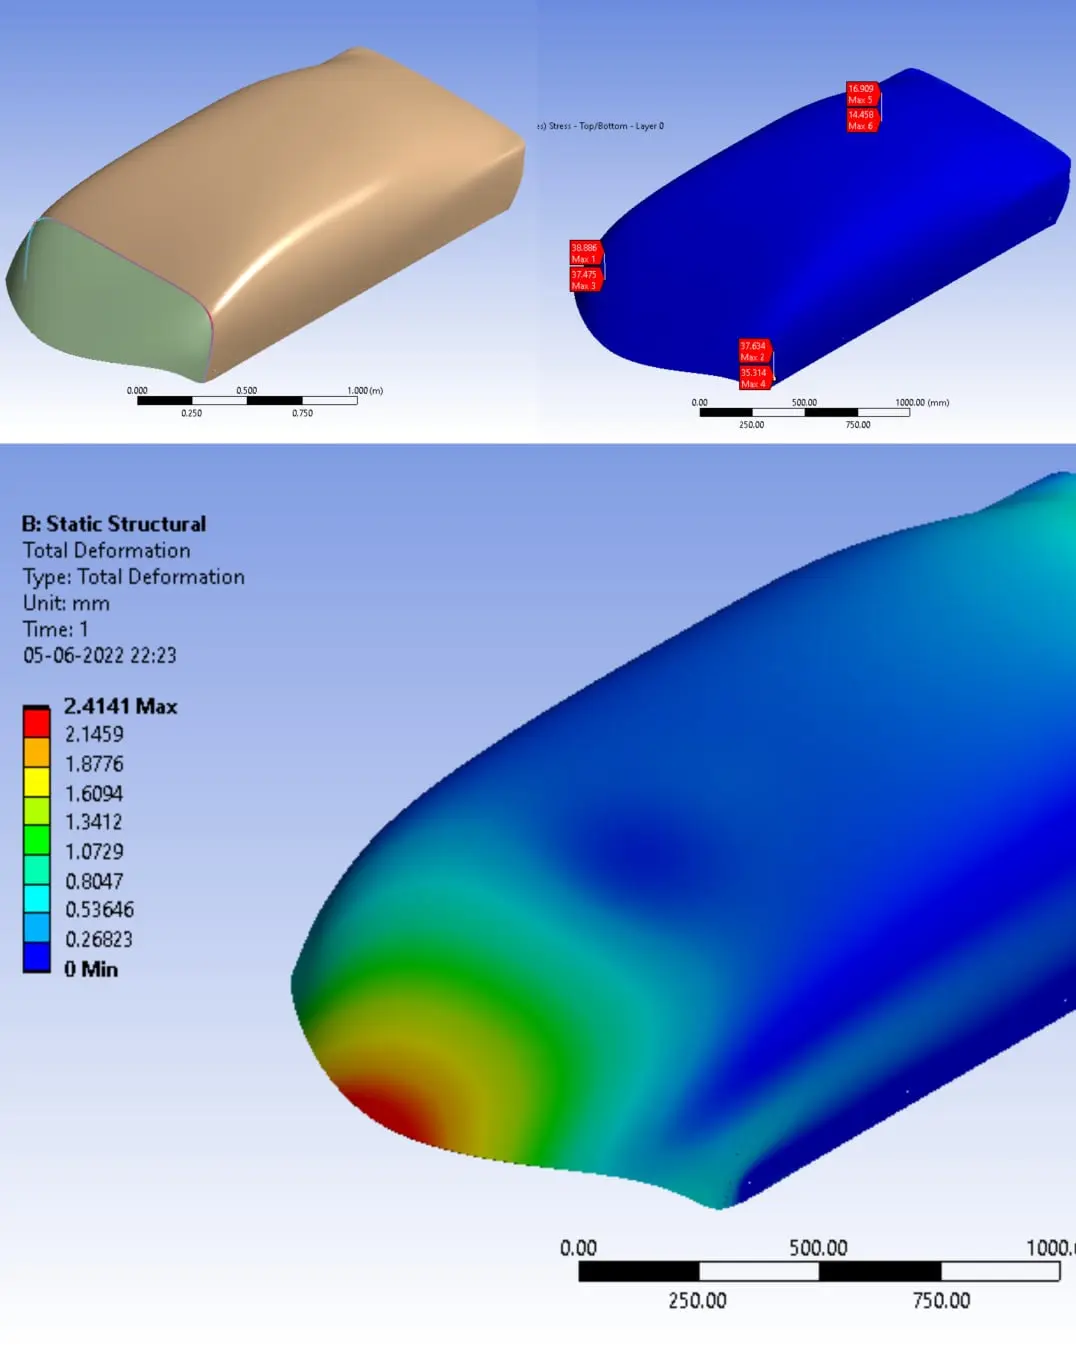 0.000 0.500 1.000 (m)
0.250 0.750
16.909
Max 5
14.458
Max 6
s) Stress - Top/Bottom - Layer 0
38.886
Max 1
37.475
Max 3
37.634
Max 2
35.314
Max 4
0.00 500.00 1000.00 (mm)
250.00 750.00
B: Static Structural
Total Deformation
Type: Total Deformation
Unit: mm
Time: 1
05-06-2022 22:23
2.4141 Max
2.1459
1.8776
1.6094
1.3412
1.0729
0.8047
0.53646
0.26823
0 Min
0.00 500.00 1000.
250.00 750.00